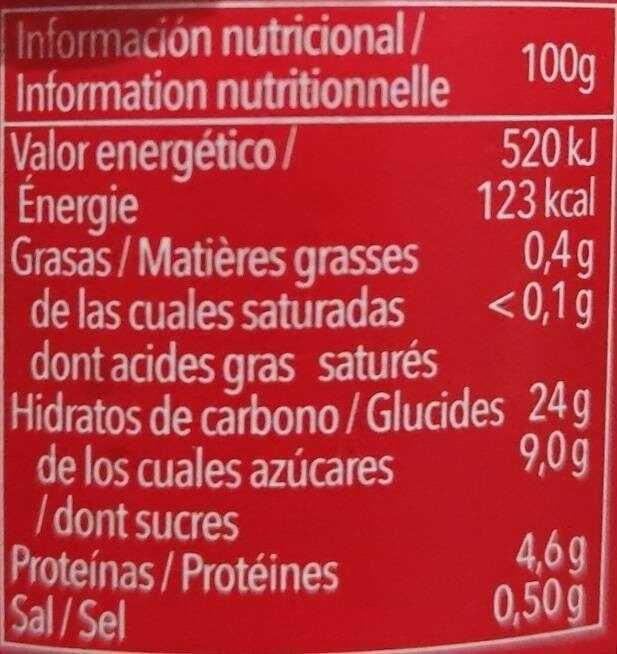 Información nutricional /
Information nutritionnelle 100g
Valor energético / 520 kJ
Énergie 123 kcal
Grasas / Matières grasses 0,4 g
de las cuales saturadas < 0,1 g
dont acides gras saturés
Hidratos de carbono / Glucides 24 g
de los cuales azúcares 9,0 g
/ dont sucres
Proteínas / Protéines 4,6 g
Sal / Sel 0,50 g